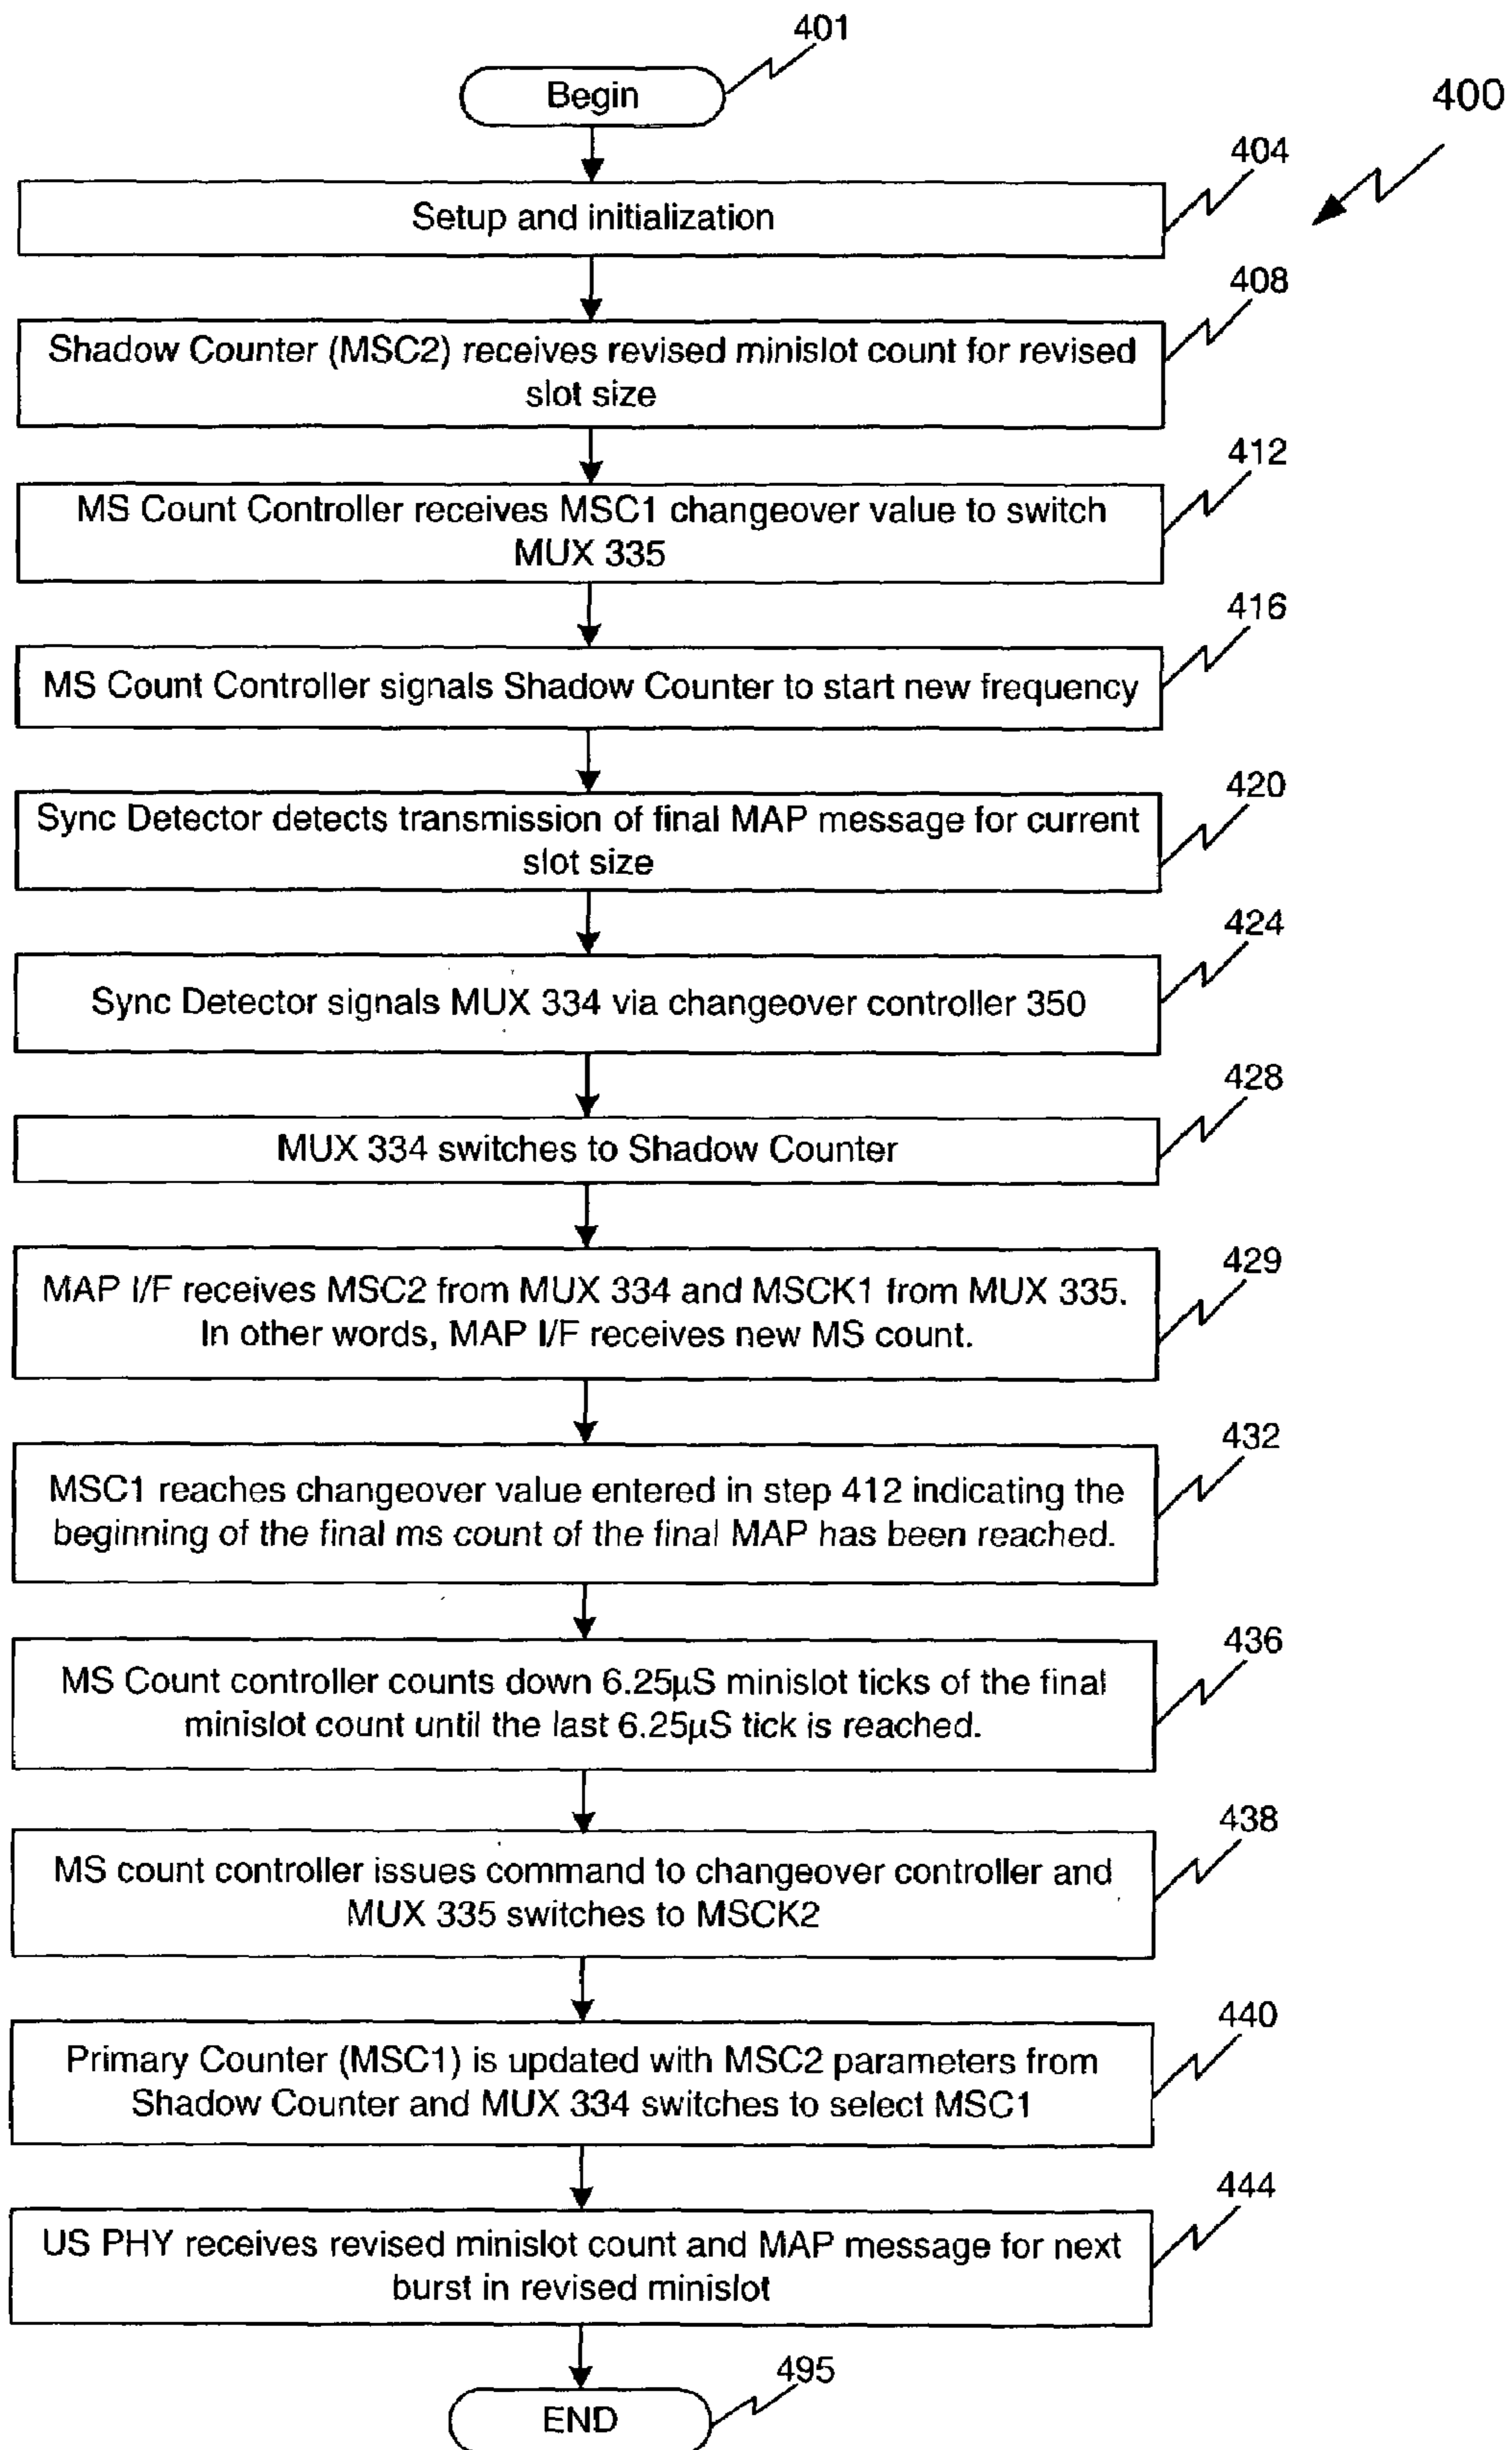 401
Begin
400
404
Setup and initialization
408
Shadow Counter (MSC2) receives revised minislot count for revised
slot size
412
MS Count Controller receives MSC1 changeover value to switch
MUX 335
416
MS Count Controller signals Shadow Counter to start new frequency
420
Sync Detector detects transmission of final MAP message for current
slot size
424
Sync Detector signals MUX 334 via changeover controller 350
428
MUX 334 switches to Shadow Counter
429
MAP I/F receives MSC2 from MUX 334 and MSCK1 from MUX 335.
In other words, MAP I/F receives new MS count.
432
MSC1 reaches changeover value entered in step 412 indicating the
beginning of the final ms count of the final MAP has been reached.
436
MS Count controller counts down 6.25µS minislot ticks of the final
minislot count until the last 6.25µS tick is reached.
438
MS count controller issues command to changeover controller and
MUX 335 switches to MSCK2
440
Primary Counter (MSC1) is updated with MSC2 parameters from
Shadow Counter and MUX 334 switches to select MSC1
444
US PHY receives revised minislot count and MAP message for next
burst in revised minislot
495
END